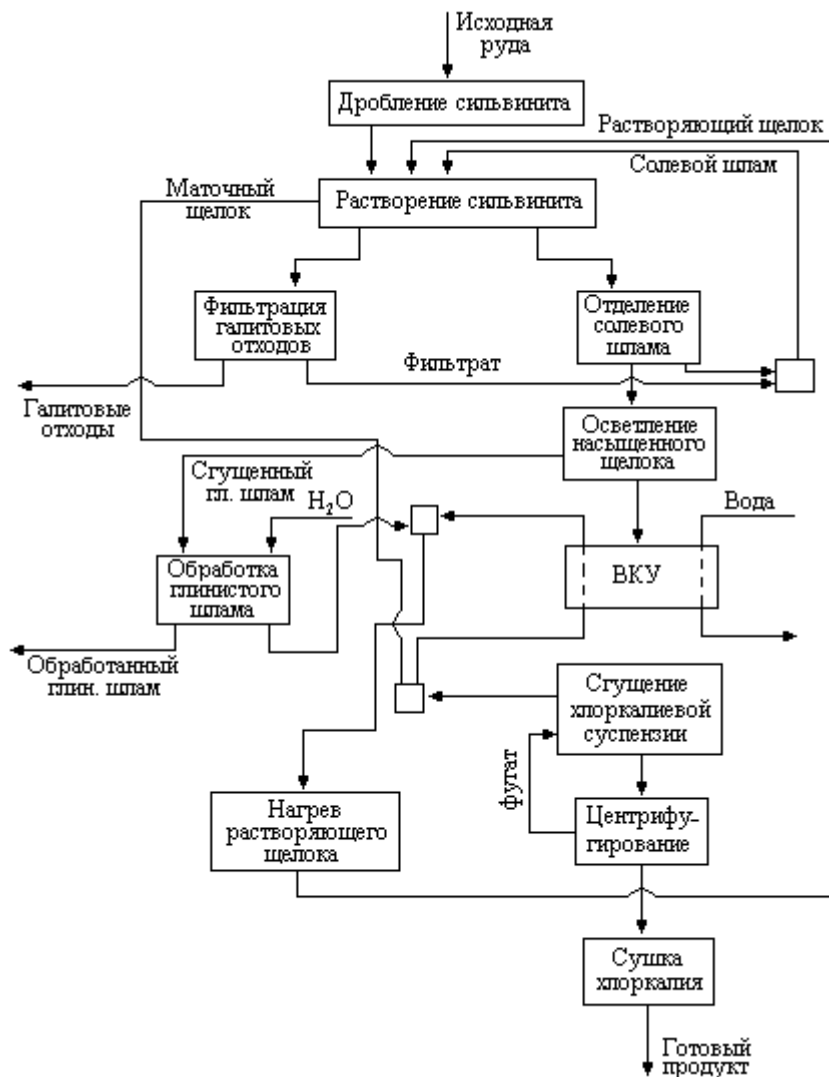 Исходная
руда
Дробление сильвинита
Растворяющий щелок
Солевой шлам
Маточный
щелок
Растворение сильвинита
Фильтрация
галитовых
отходов
Отделение
солевого
шлама
Фильтрат
Галитовые
отходы
Осветление
насыщенного
щелока
Сгущенный
гл. шлам
H₂O
Вода
Обработка
глинистого
шлама
ВКУ
Обработанный
глин. шлам
Сгущение
хлоркалиевой
суспензии
фугат
Нагрев
растворяющего
щелока
Центрифу-
гирование
Сушка
хлоркалия
Готовый
продукт